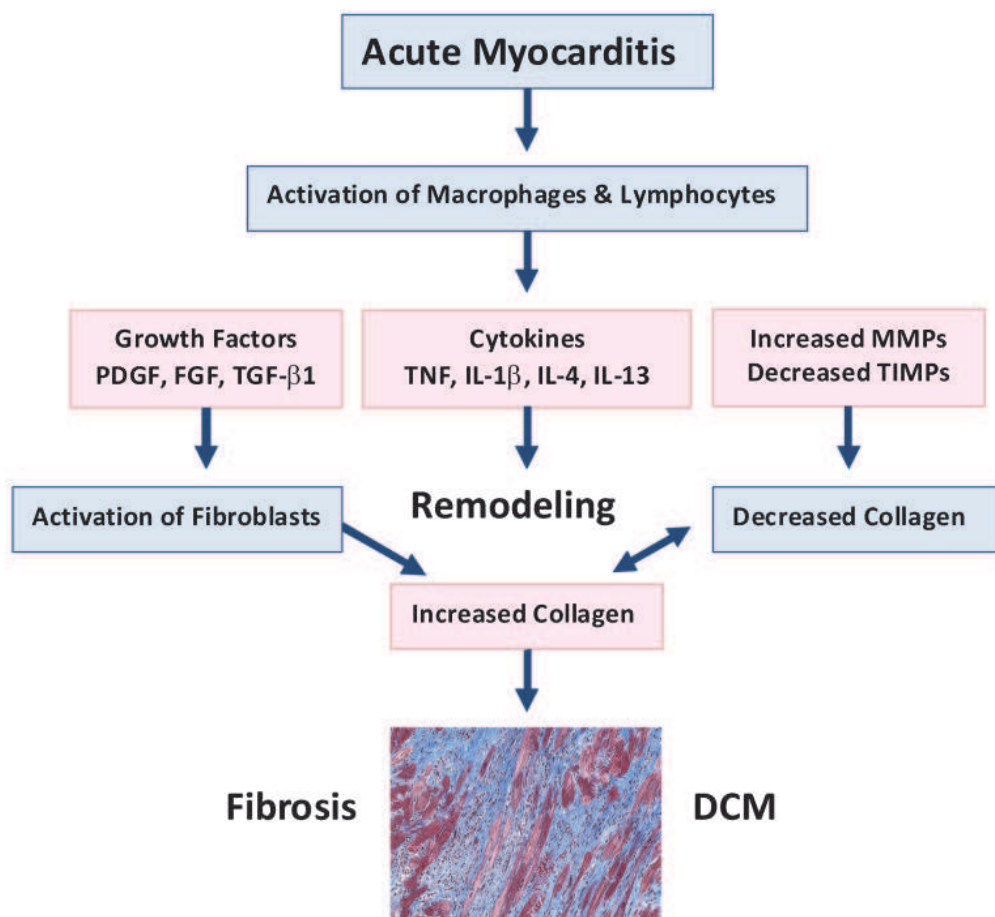 Acute Myocarditis
Activation of Macrophages & Lymphocytes
Growth Factors
PDGF, FGF, TGF-β1
Cytokines
TNF, IL-1β, IL-4, IL-13
Increased MMPs
Decreased TIMPs
Activation of Fibroblasts
Remodeling
Decreased Collagen
Increased Collagen
Fibrosis
DCM